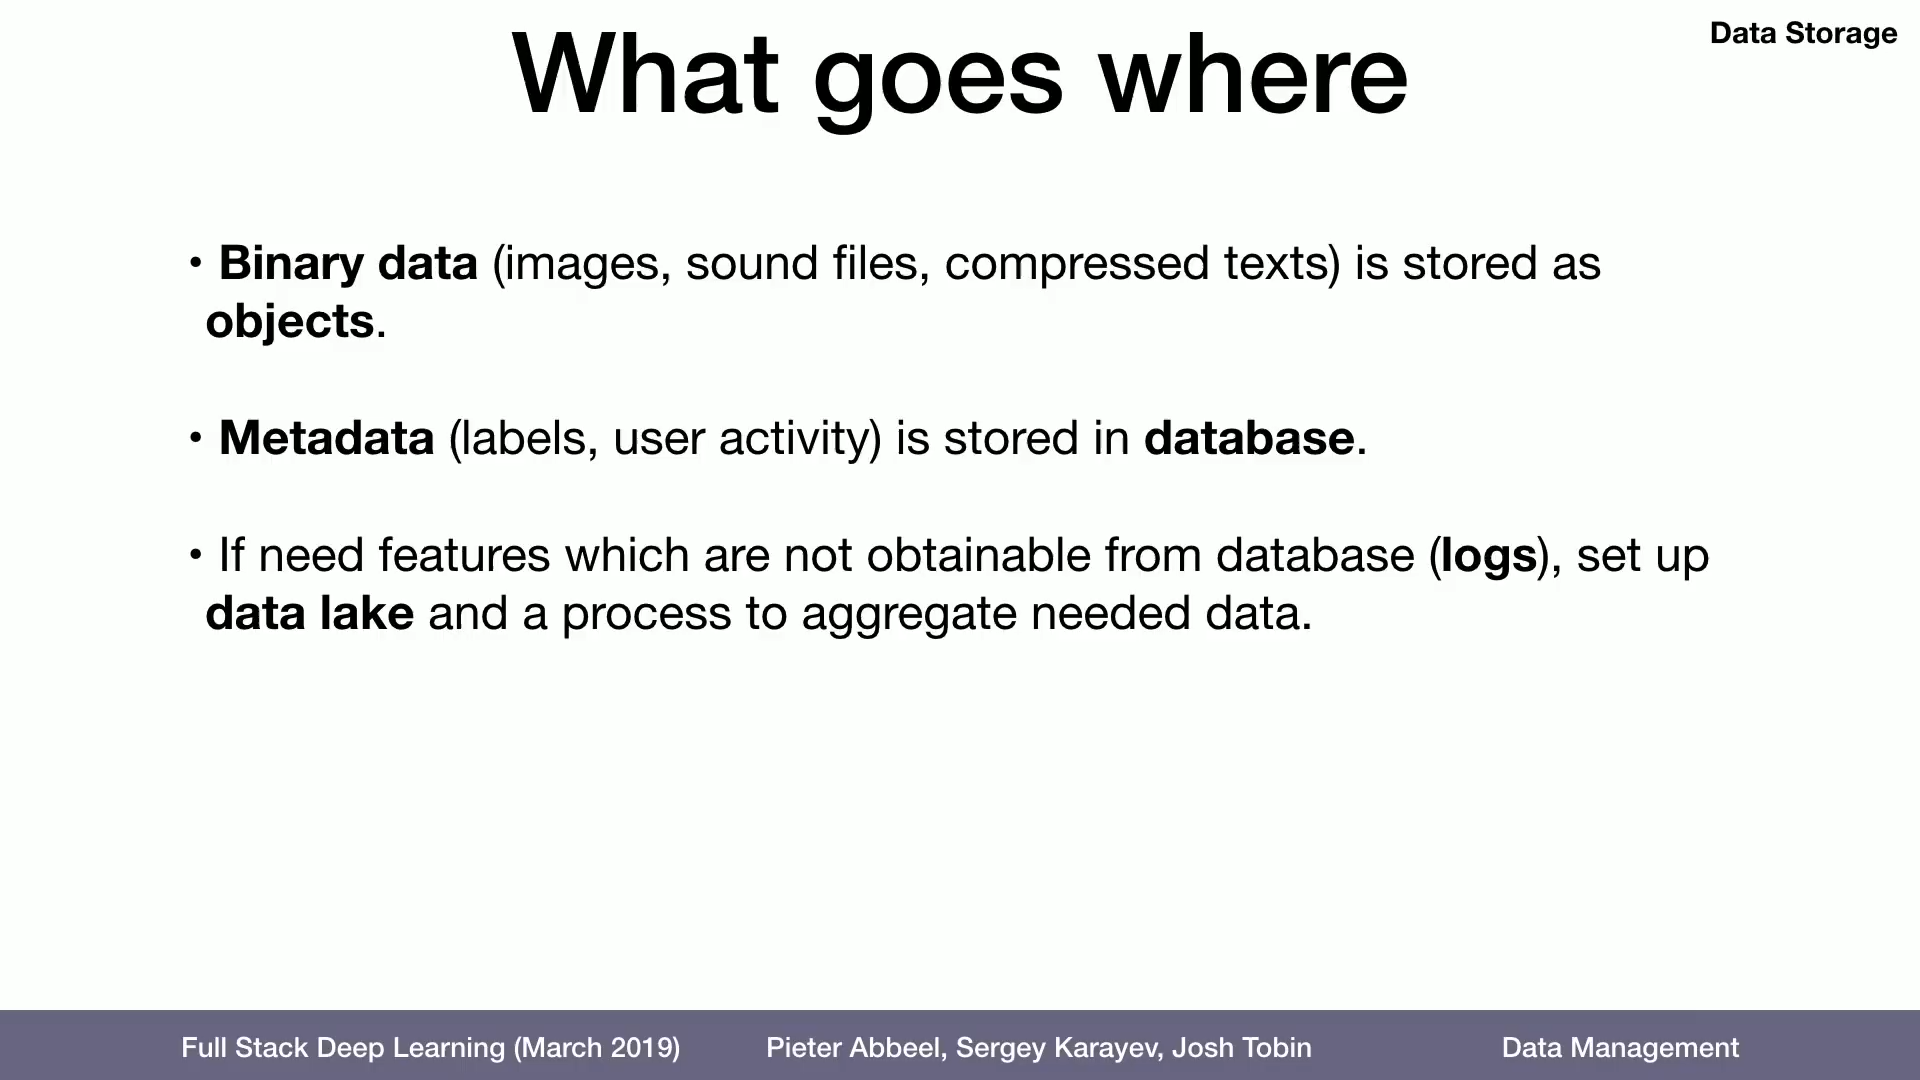 Data Storage
What goes where
• Binary data (images, sound files, compressed texts) is stored as
objects.
• Metadata (labels, user activity) is stored in database.
• If need features which are not obtainable from database (logs), set up
data lake and a process to aggregate needed data.
Full Stack Deep Learning (March 2019) Pieter Abbeel, Sergey Karayev, Josh Tobin Data Management